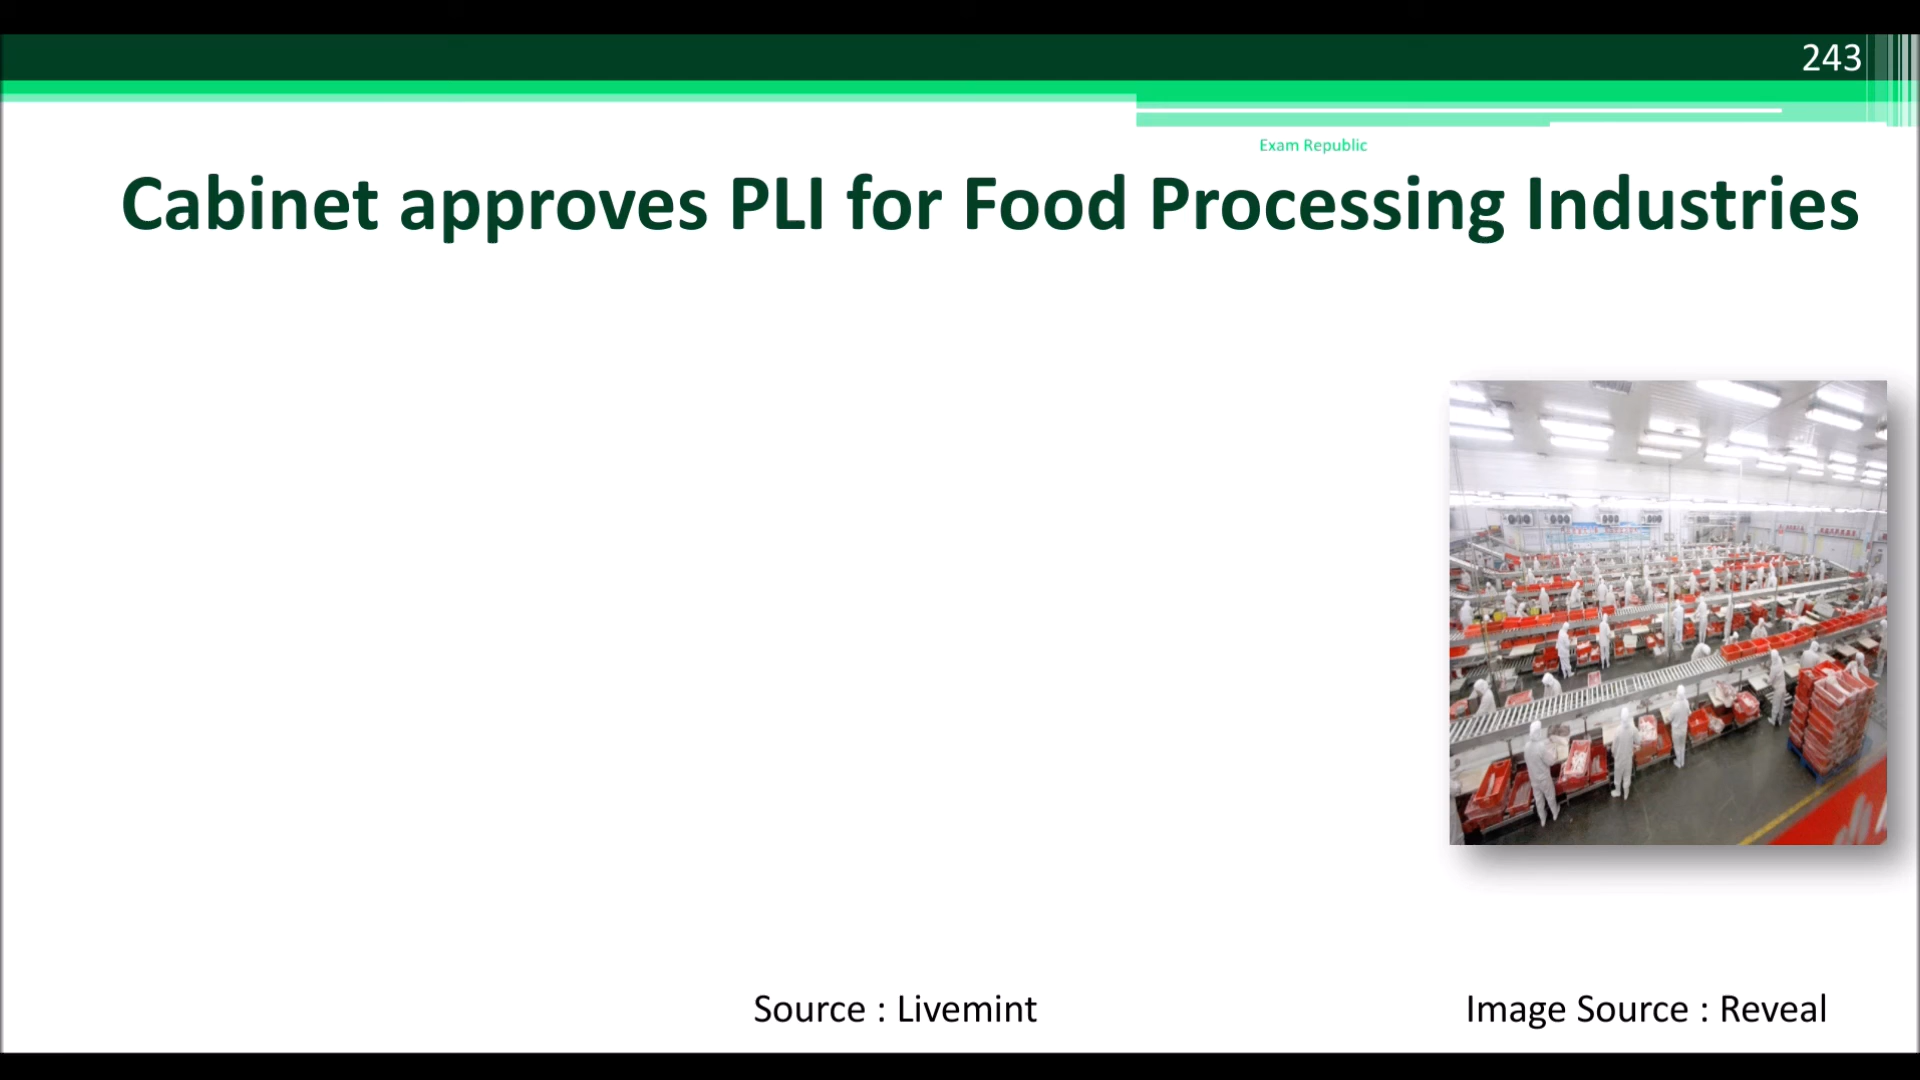 243
Exam Republic
Cabinet approves PLI for Food Processing Industries
Source : Livemint
Image Source : Reveal